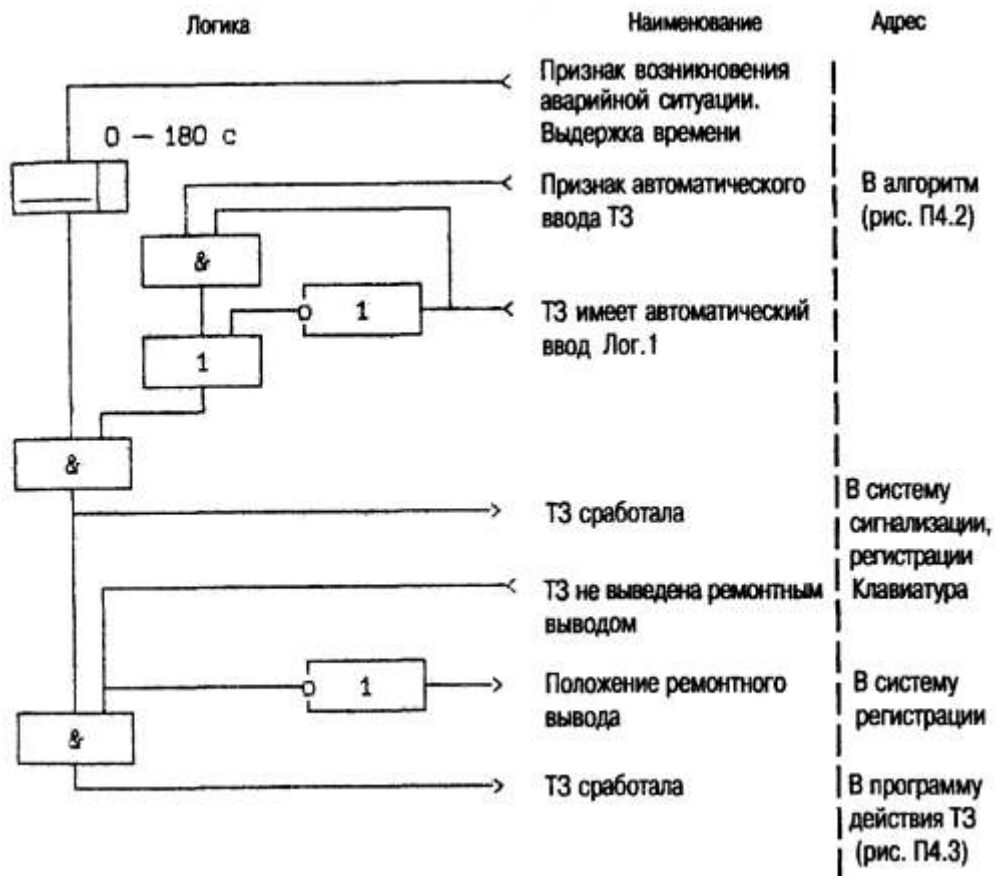 Логика
Наименование
Адрес
Признак возникновения
аварийной ситуации.
Выдержка времени
0 — 180 с
Признак автоматического
ввода ТЗ
В алгоритм
(рис. П4.2)
&
1
ТЗ имеет автоматический
ввод Лог.1
1
&
ТЗ сработала
В систему
сигнализации,
регистрации
ТЗ не выведена ремонтным
выводом
Клавиатура
1
Положение ремонтного
вывода
В систему
регистрации
&
ТЗ сработала
В программу
действия ТЗ
(рис. П4.3)